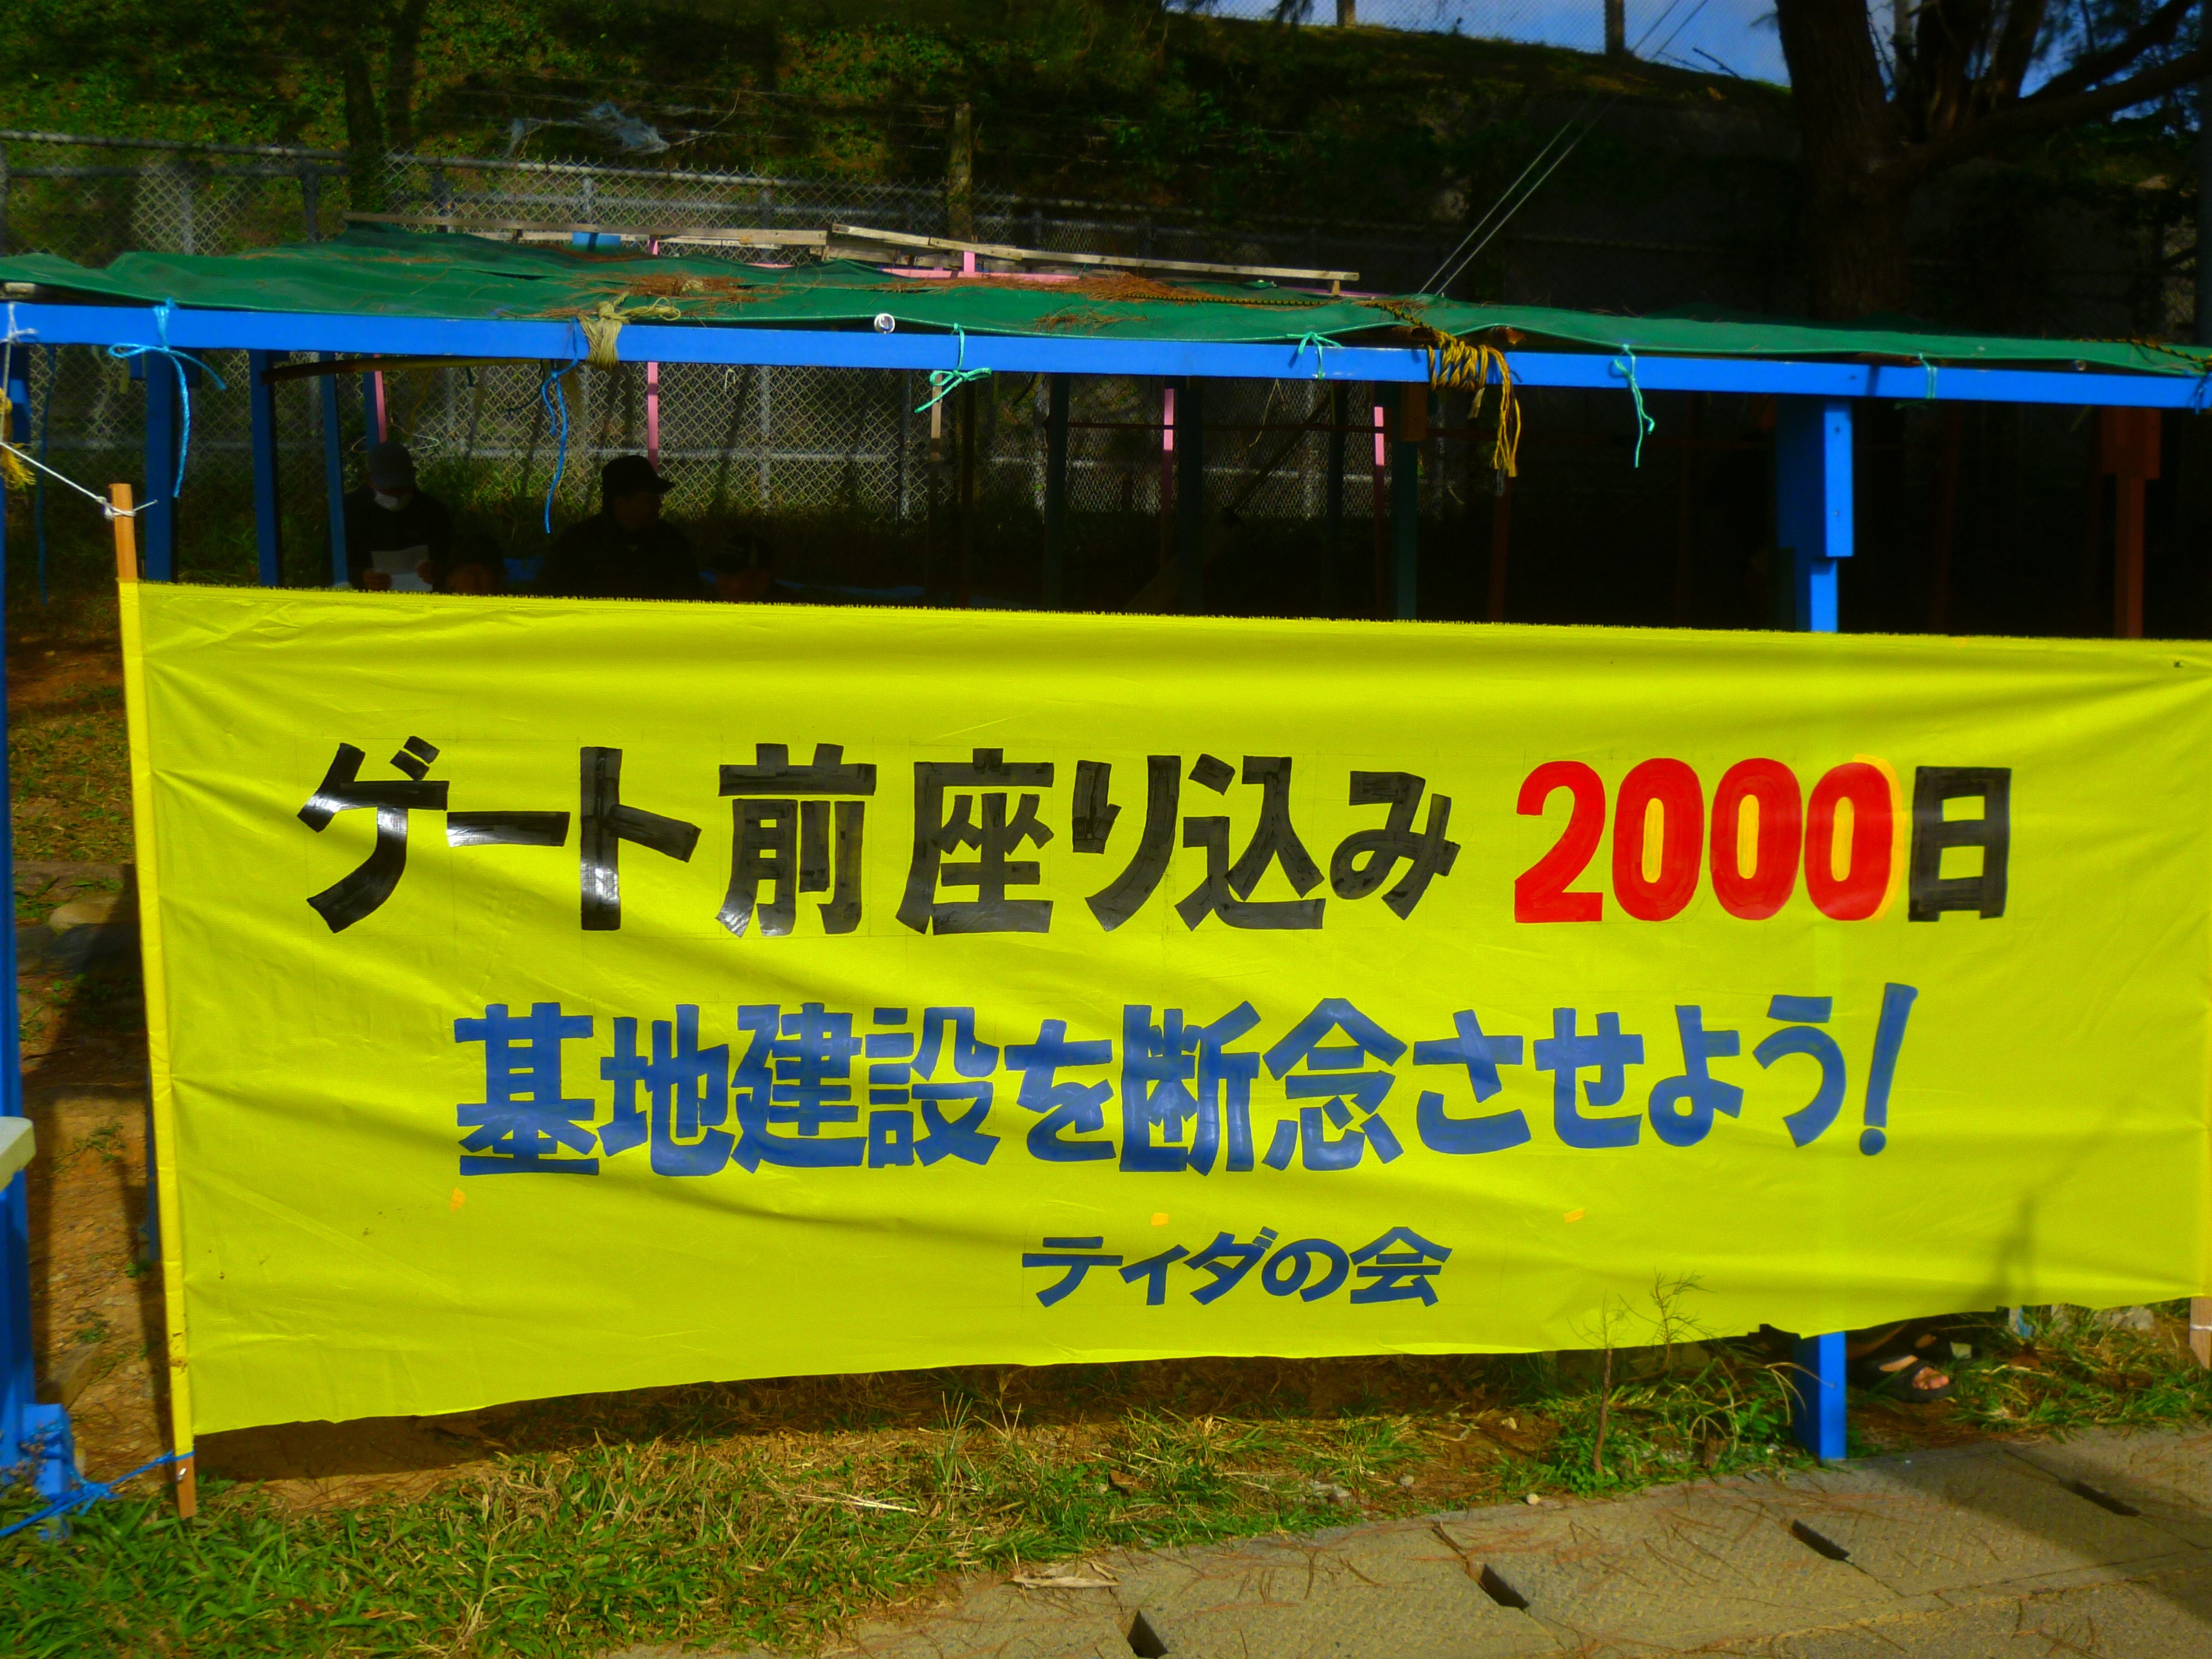 ゲート前座り込み 2000日
基地建設を断念させよう!
ティダの会